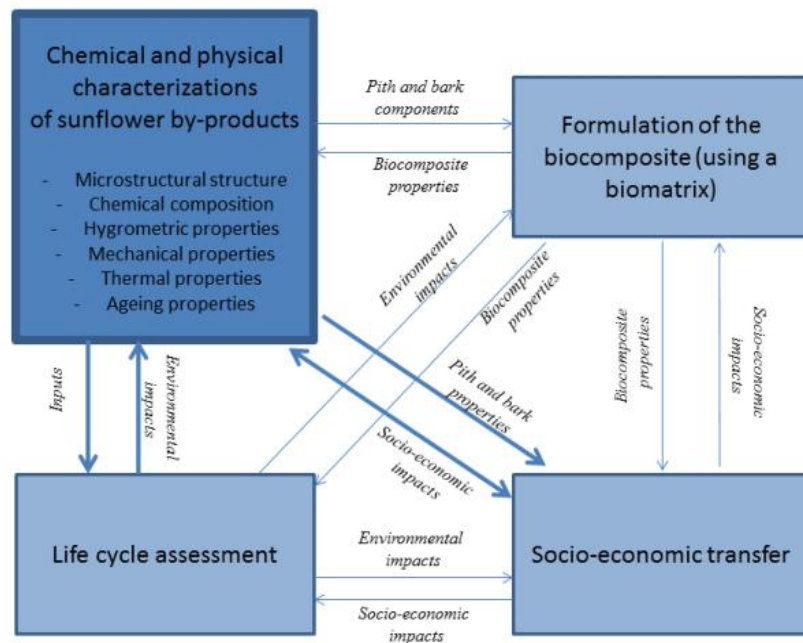 Chemical and physical
characterizations
of sunflower by-products
- Microstructural structure
- Chemical composition
- Hygrometric properties
- Mechanical properties
- Thermal properties
- Ageing properties
Pith and bark
components
Biocomposite
properties
Formulation of the
biocomposite (using a
biomatrix)
Environmental
impacts
Biocomposite
properties
Biocomposite
properties
Socio-economic
impacts
Inputs
Environmental
impacts
Pith and bark
properties
Socio-economic
impacts
Life cycle assessment
Environmental
impacts
Socio-economic
impacts
Socio-economic transfer